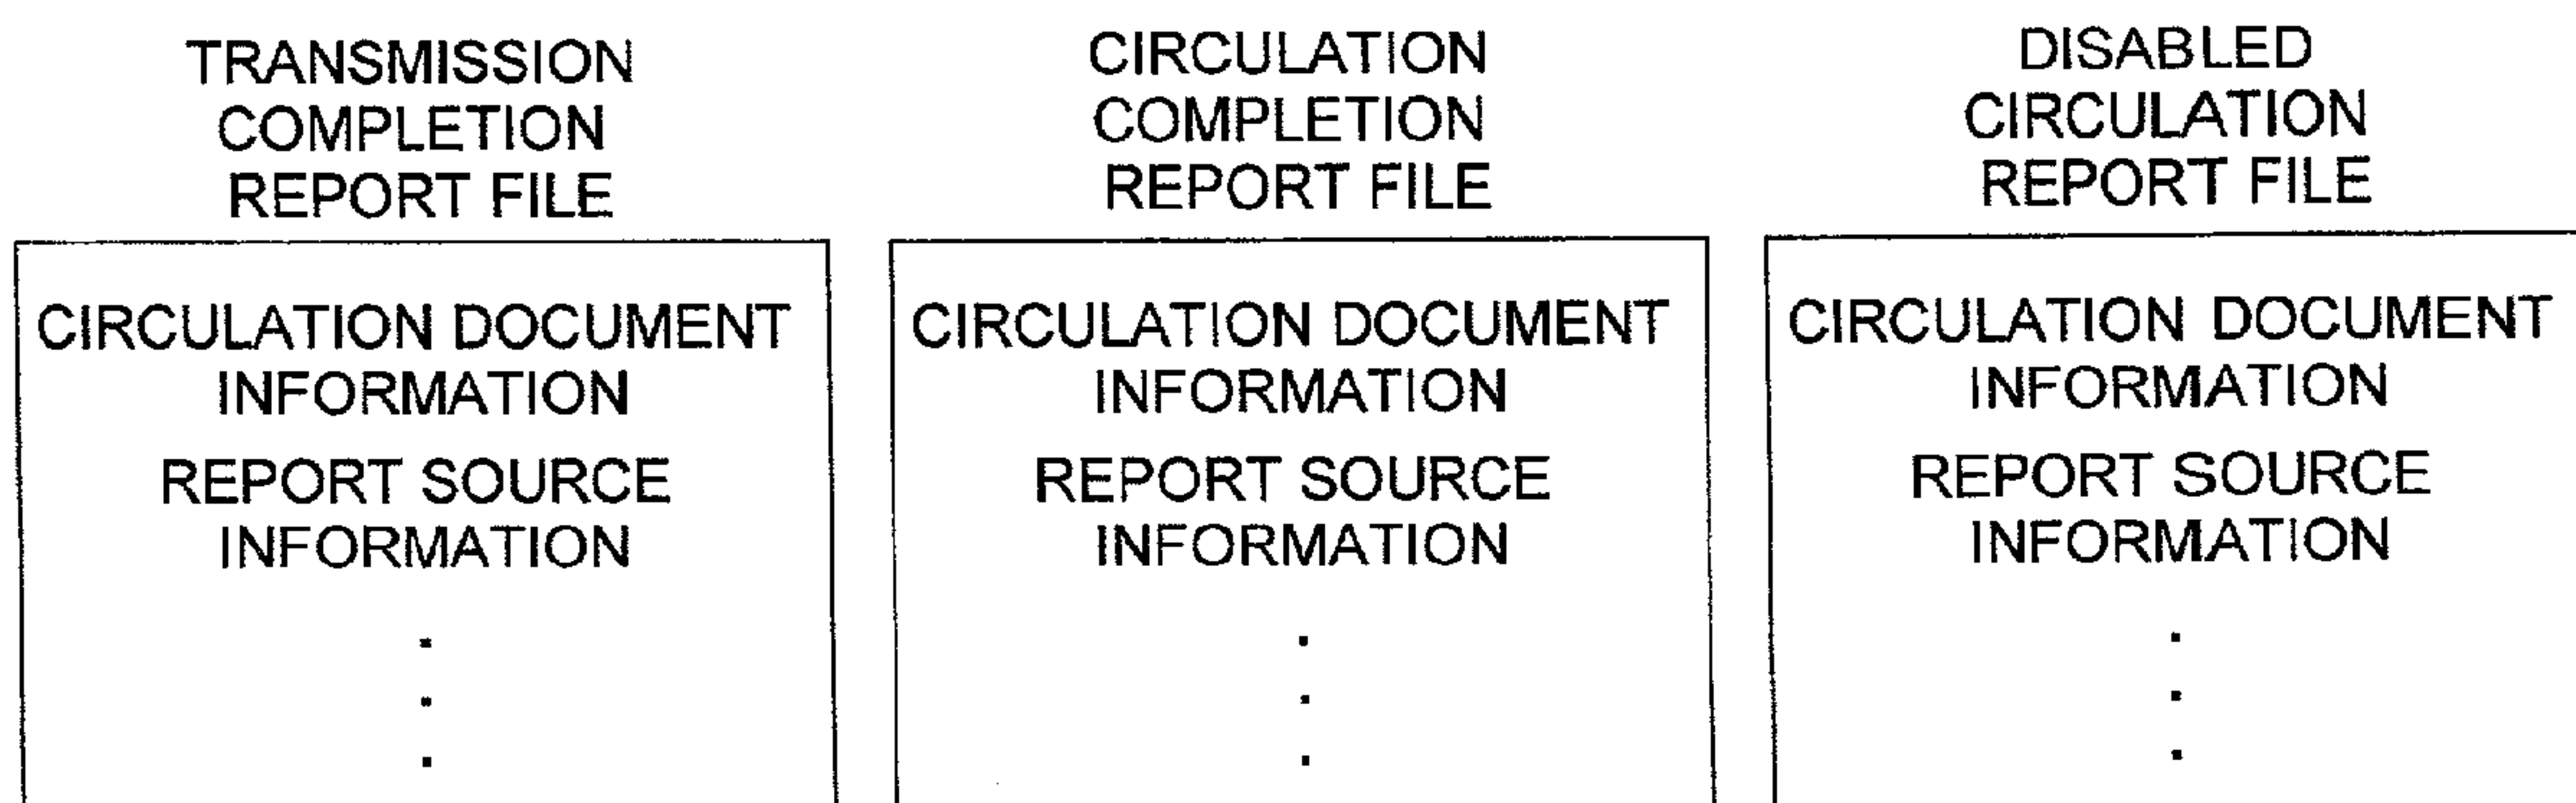 TRANSMISSION
COMPLETION
REPORT FILE
CIRCULATION DOCUMENT
INFORMATION
REPORT SOURCE
INFORMATION
.
.
.
CIRCULATION
COMPLETION
REPORT FILE
CIRCULATION DOCUMENT
INFORMATION
REPORT SOURCE
INFORMATION
.
.
.
DISABLED
CIRCULATION
REPORT FILE
CIRCULATION DOCUMENT
INFORMATION
REPORT SOURCE
INFORMATION
.
.
.